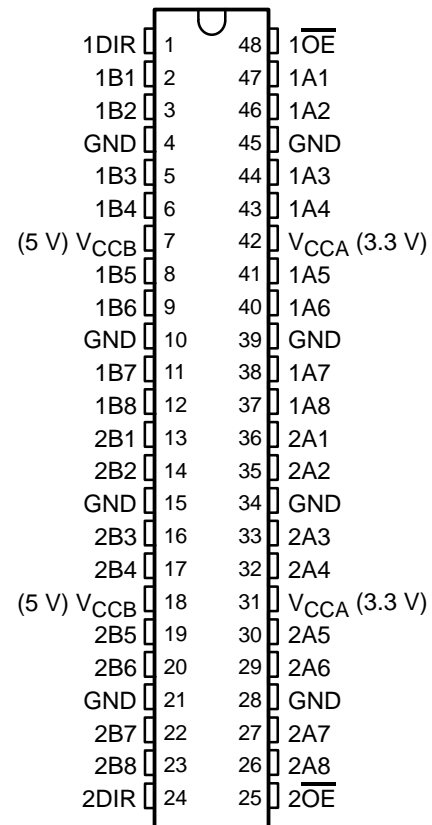 1DIR 1 48 1O̅E̅
1B1 2 47 1A1
1B2 3 46 1A2
GND 4 45 GND
1B3 5 44 1A3
1B4 6 43 1A4
(5 V) VCCB 7 42 VCCA (3.3 V)
1B5 8 41 1A5
1B6 9 40 1A6
GND 10 39 GND
1B7 11 38 1A7
1B8 12 37 1A8
2B1 13 36 2A1
2B2 14 35 2A2
GND 15 34 GND
2B3 16 33 2A3
2B4 17 32 2A4
(5 V) VCCB 18 31 VCCA (3.3 V)
2B5 19 30 2A5
2B6 20 29 2A6
GND 21 28 GND
2B7 22 27 2A7
2B8 23 26 2A8
2DIR 24 25 2O̅E̅